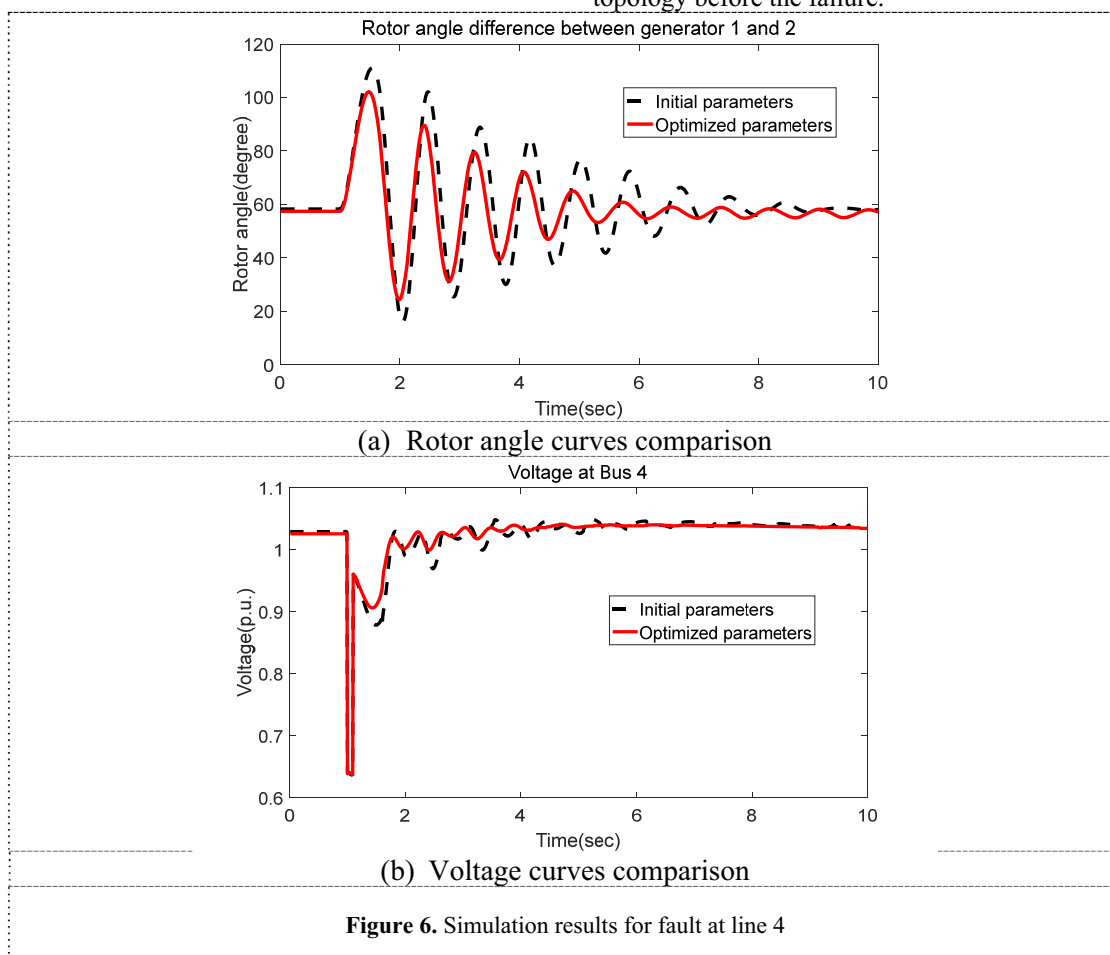 topology before the failure.
Rotor angle difference between generator 1 and 2
120
100
80
60
40
20
0
Rotor angle(degree)
Initial parameters
Optimized parameters
0 2 4 6 8 10
Time(sec)
(a) Rotor angle curves comparison
Voltage at Bus 4
1.1
1
0.9
0.8
0.7
0.6
Voltage(p.u.)
Initial parameters
Optimized parameters
0 2 4 6 8 10
Time(sec)
(b) Voltage curves comparison
Figure 6. Simulation results for fault at line 4